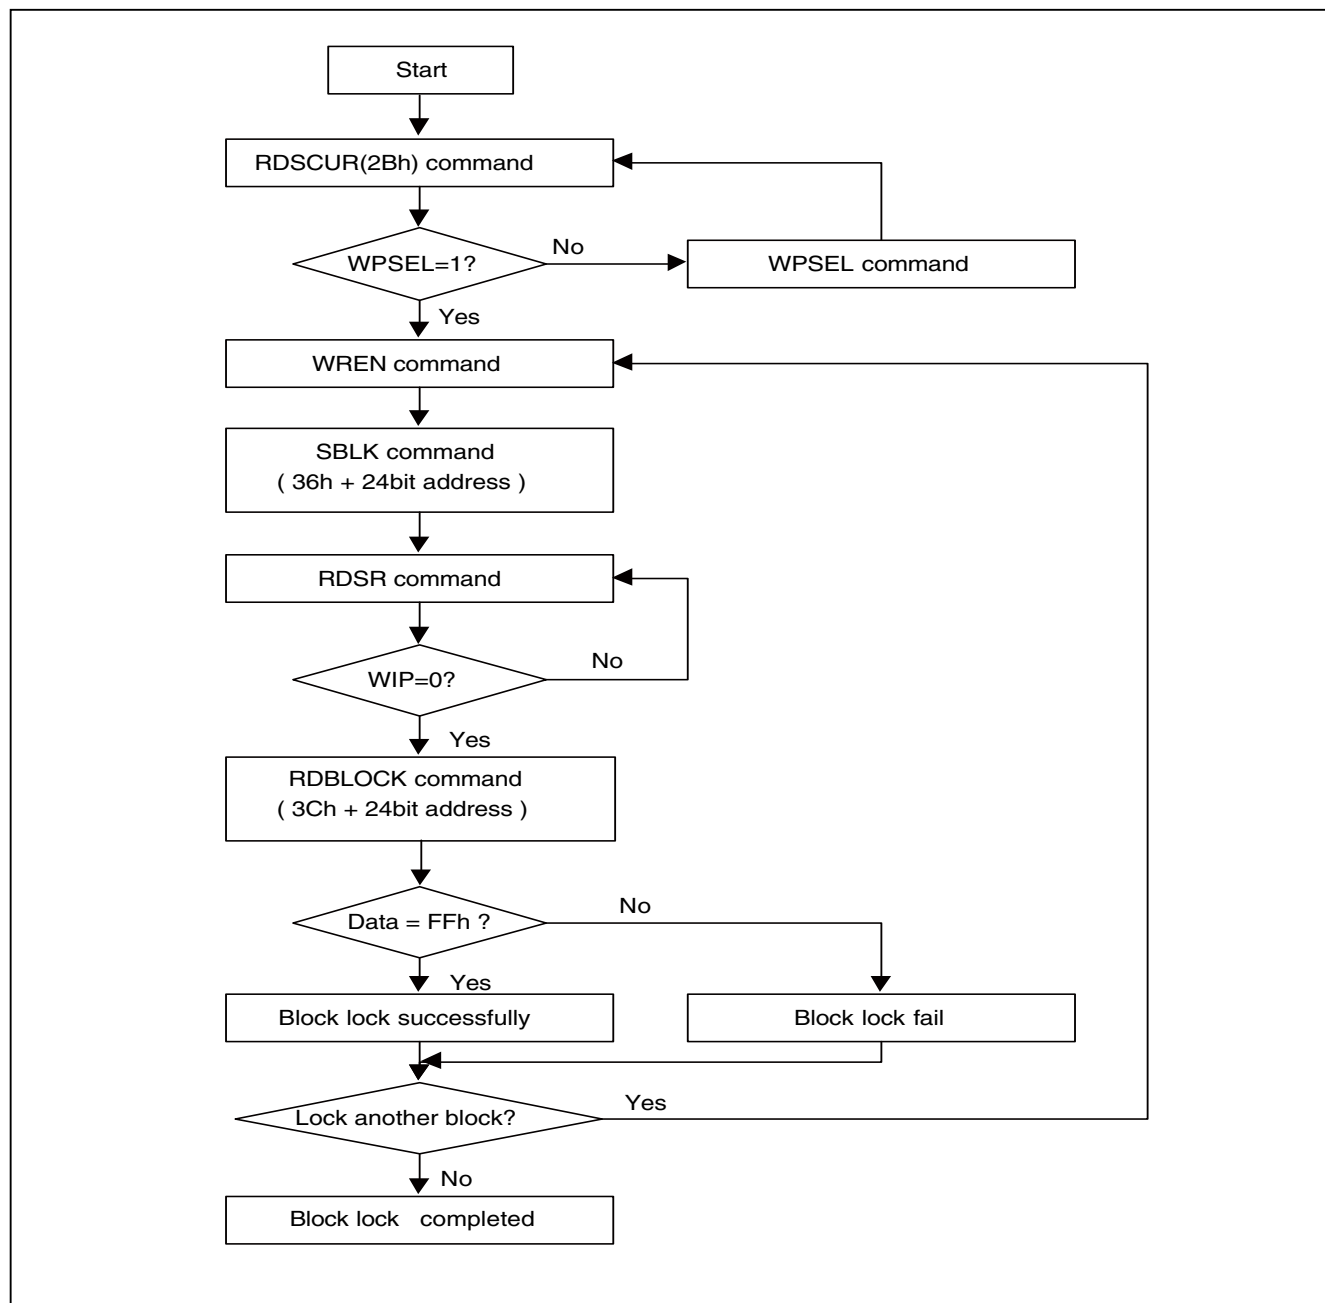 Start
RDSCUR(2Bh) command
WPSEL=1?
No
WPSEL command
Yes
WREN command
SBLK command
( 36h + 24bit address )
RDSR command
WIP=0?
No
Yes
RDBLOCK command
( 3Ch + 24bit address )
Data = FFh ?
No
Yes
Block lock successfully
Block lock fail
Lock another block?
Yes
No
Block lock completed